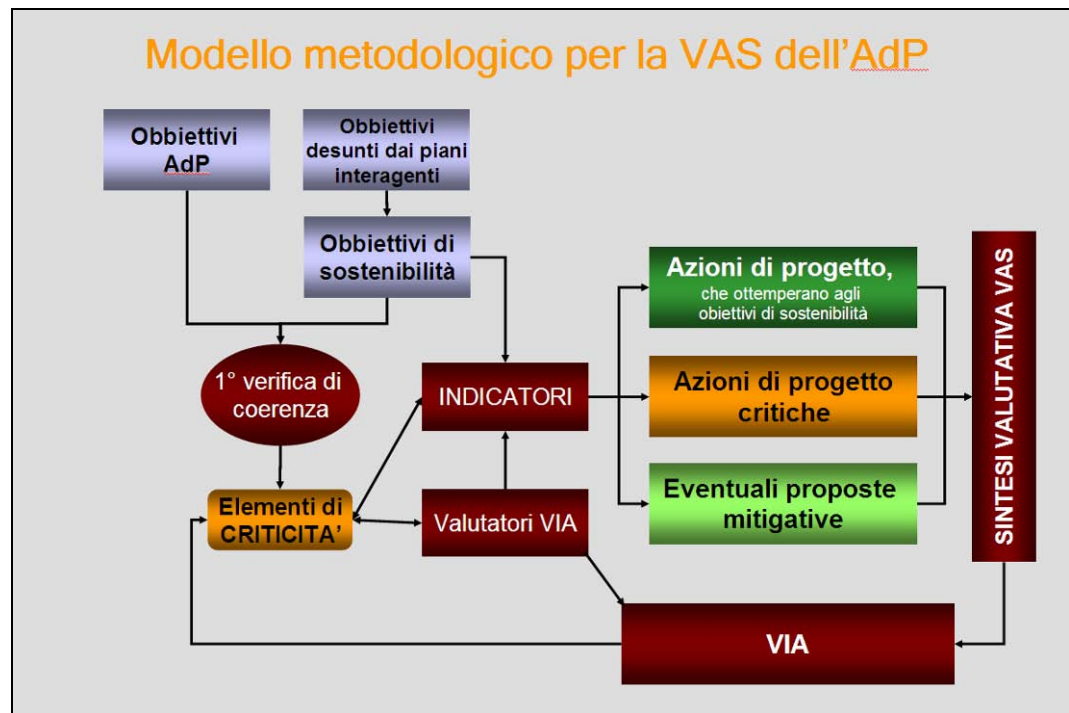 Modello metodologico per la VAS dell'AdP
Obbiettivi
AdP
Obbiettivi
desunti dai piani
interagenti
Obbiettivi di
sostenibilità
1° verifica di
coerenza
Elementi di
CRITICITA'
INDICATORI
Valutatori VIA
Azioni di progetto,
che ottemperano agli
obiettivi di sostenibilità
Azioni di progetto
critiche
Eventuali proposte
mitigative
SINTESI VALUTATIVA VAS
VIA